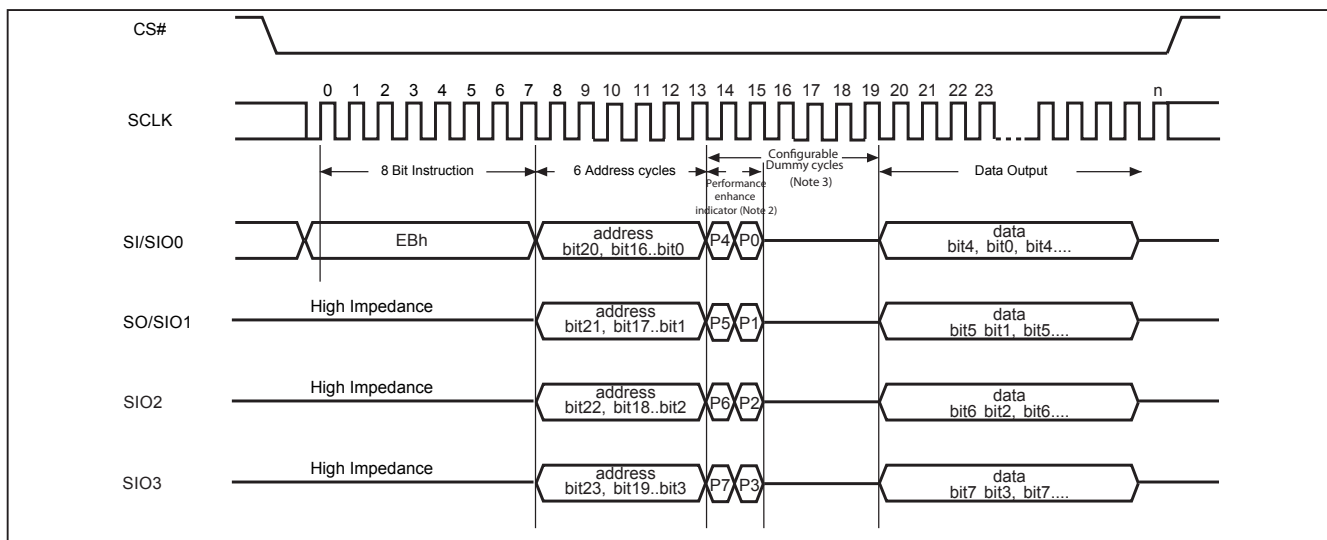 CS#
0 1 2 3 4 5 6 7 8 9 10 11 12 13 14 15 16 17 18 19 20 21 22 23 n
SCLK
8 Bit Instruction
6 Address cycles
Configurable
Dummy cycles
(Note 3)
Data Output
Performance
enhance
indicator (Note 2)
SI/SIO0
EBh
address
bit20, bit16..bit0
P4 P0
data
bit4, bit0, bit4....
SO/SIO1
High Impedance
address
bit21, bit17..bit1
P5 P1
data
bit5 bit1, bit5....
SIO2
High Impedance
address
bit22, bit18..bit2
P6 P2
data
bit6 bit2, bit6....
SIO3
High Impedance
address
bit23, bit19..bit3
P7 P3
data
bit7 bit3, bit7....